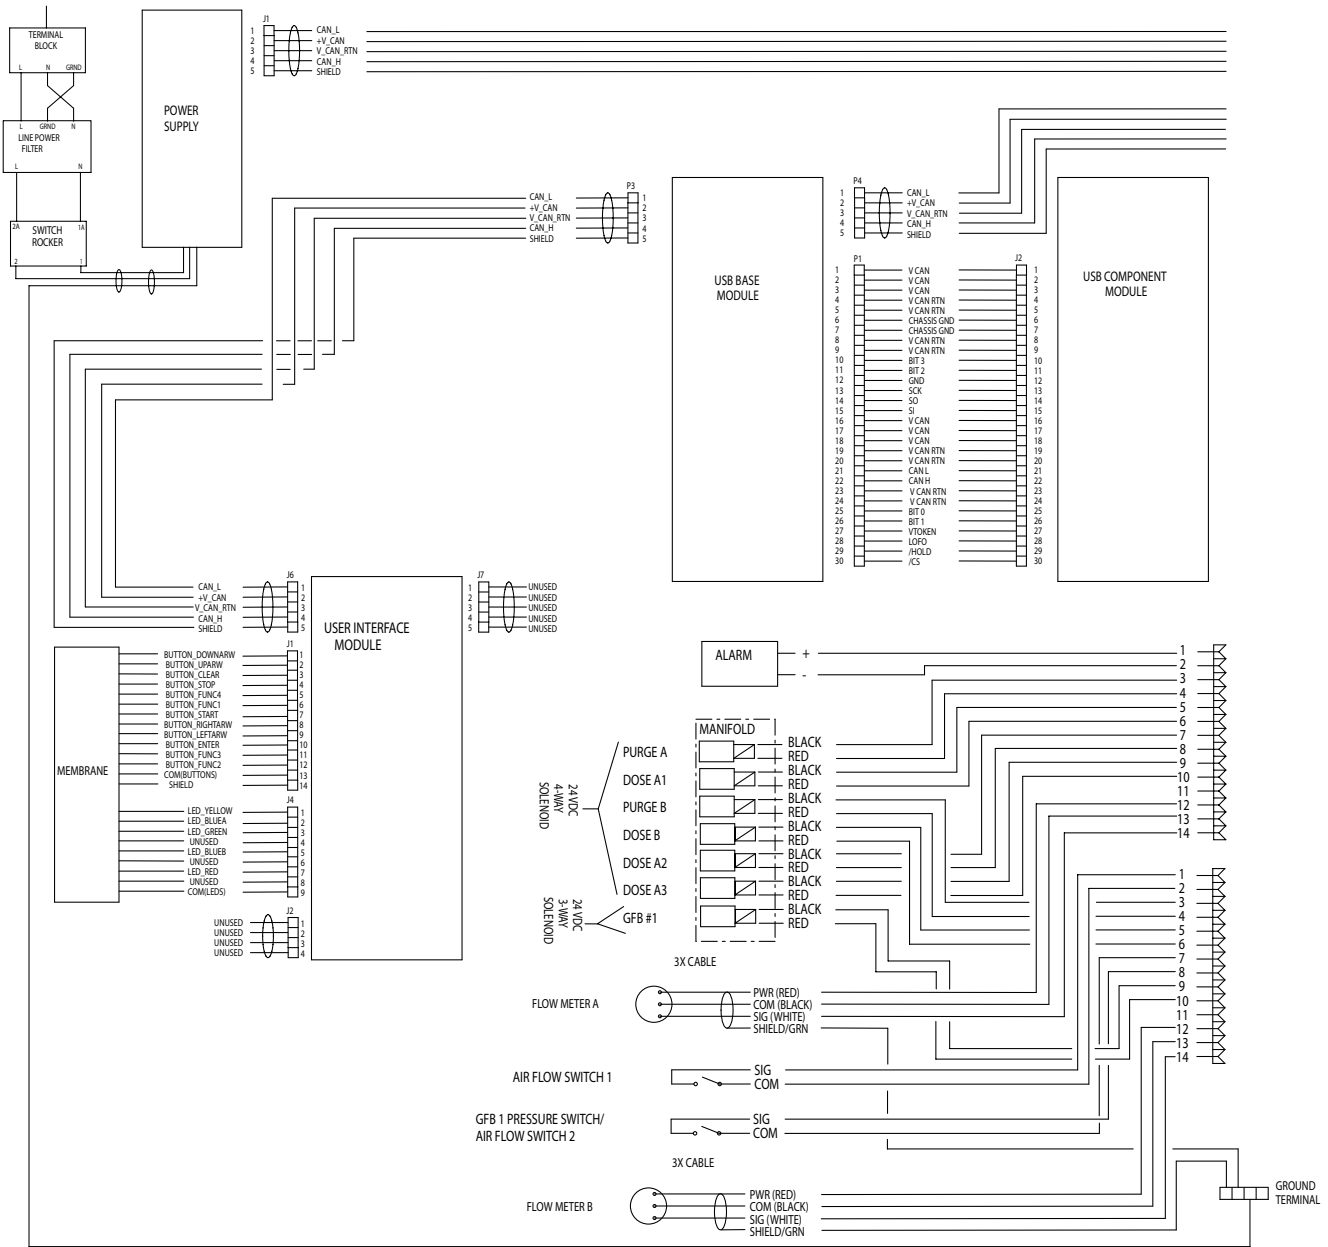 TERMINAL
BLOCK
L N GRND
L GRND N
LINE POWER
FILTER
L N
2A 1A
SWITCH
ROCKER
2 1
POWER
SUPPLY
J1
1 CAN_L
2 +V_CAN
3 V_CAN_RTN
4 CAN_H
5 SHIELD
P3
CAN_L 1
+V_CAN 2
V_CAN_RTN 3
CAN_H 4
SHIELD 5
USB BASE
MODULE
P4
1 CAN_L
2 +V_CAN
3 V_CAN_RTN
4 CAN_H
5 SHIELD
USB COMPONENT
MODULE
P1 J2
1 V CAN 1
2 V CAN 2
3 V CAN 3
4 V CAN RTN 4
5 V CAN RTN 5
6 CHASSIS GND 6
7 CHASSIS GND 7
8 V CAN RTN 8
9 V CAN RTN 9
10 BIT 3 10
11 BIT 2 11
12 GND 12
13 SCK 13
14 SO 14
15 SI 15
16 V CAN 16
17 V CAN 17
18 V CAN 18
19 V CAN RTN 19
20 V CAN RTN 20
21 CAN L 21
22 CAN H 22
23 V CAN RTN 23
24 V CAN RTN 24
25 BIT 0 25
26 BIT 1 26
27 VTOKEN 27
28 LOFO 28
29 /HOLD 29
30 /CS 30
J6
CAN_L 1
+V_CAN 2
V_CAN_RTN 3
CAN_H 4
SHIELD 5
USER INTERFACE
MODULE
J7
1 UNUSED
2 UNUSED
3 UNUSED
4 UNUSED
5 UNUSED
MEMBRANE
J1
BUTTON_DOWNARW 1
BUTTON_UPARW 2
BUTTON_CLEAR 3
BUTTON_STOP 4
BUTTON_FUNC4 5
BUTTON_FUNC1 6
BUTTON_START 7
BUTTON_RIGHTARW 8
BUTTON_LEFTARW 9
BUTTON_ENTER 10
BUTTON_FUNC3 11
BUTTON_FUNC2 12
COM(BUTTONS) 13
SHIELD 14
J4
LED_YELLOW 1
LED_BLUEA 2
LED_GREEN 3
UNUSED 4
LED_BLUEB 5
UNUSED 6
LED_RED 7
UNUSED 8
COM(LEDS) 9
J2
UNUSED 1
UNUSED 2
UNUSED 3
UNUSED 4
ALARM + -
MANIFOLD
24 VDC
4-WAY
SOLENOID
PURGE A
BLACK
RED
DOSE A1
BLACK
RED
PURGE B
BLACK
RED
DOSE B
BLACK
RED
DOSE A2
BLACK
RED
DOSE A3
BLACK
RED
24 VDC
3-WAY
SOLENOID
GFB #1
BLACK
RED
1
2
3
4
5
6
7
8
9
10
11
12
13
14
1
2
3
4
5
6
7
8
9
10
11
12
13
14
3X CABLE
FLOW METER A
PWR (RED)
COM (BLACK)
SIG (WHITE)
SHIELD/GRN
AIR FLOW SWITCH 1
SIG
COM
GFB 1 PRESSURE SWITCH/
AIR FLOW SWITCH 2
SIG
COM
3X CABLE
FLOW METER B
PWR (RED)
COM (BLACK)
SIG (WHITE)
SHIELD/GRN
GROUND
TERMINAL